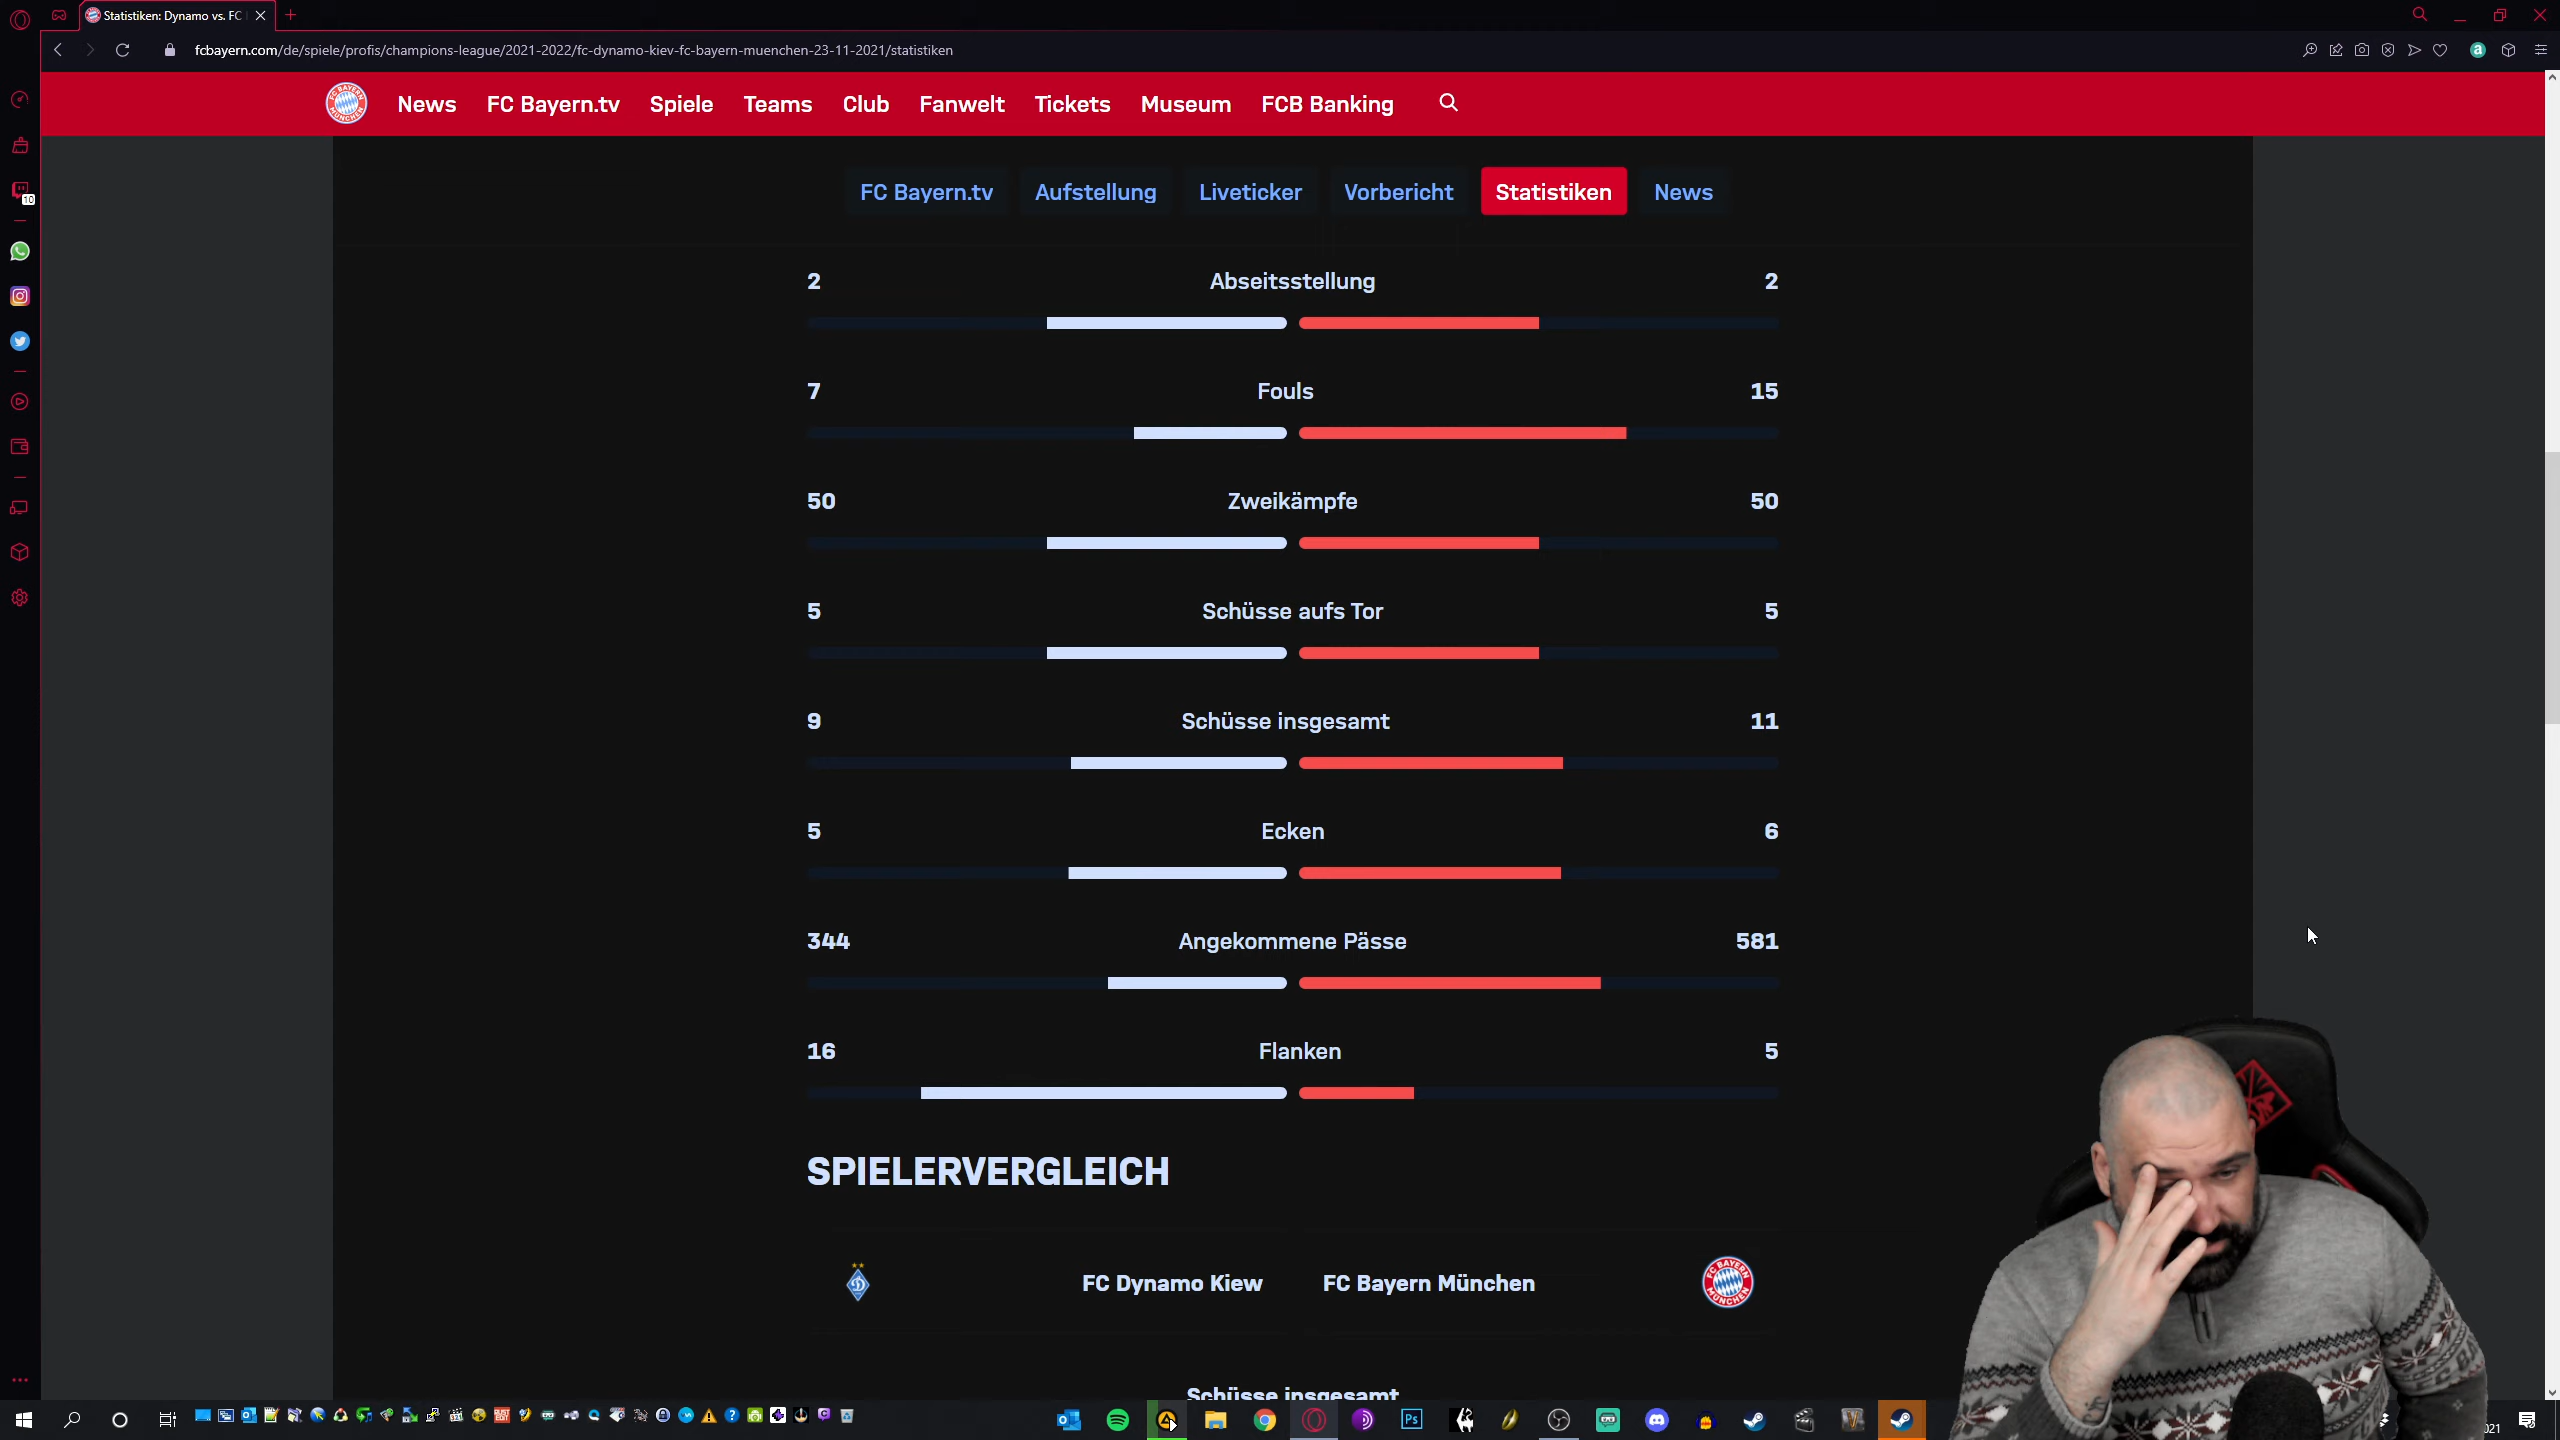 Statistiken: Dynamo vs. FC
fcbayern.com/de/spiele/profis/champions-league/2021-2022/fc-dynamo-kiev-fc-bayern-muenchen-23-11-2021/statistiken
News FC Bayern.tv Spiele Teams Club Fanwelt Tickets Museum FCB Banking
FC Bayern.tv Aufstellung Liveticker Vorbericht Statistiken News
10
2 Abseitsstellung 2
7 Fouls 15
50 Zweikämpfe 50
5 Schüsse aufs Tor 5
9 Schüsse insgesamt 11
5 Ecken 6
344 Angekommene Pässe 581
16 Flanken 5
SPIELERVERGLEICH
FC Dynamo Kiew FC Bayern München
Schüsse insgesamt
Ps